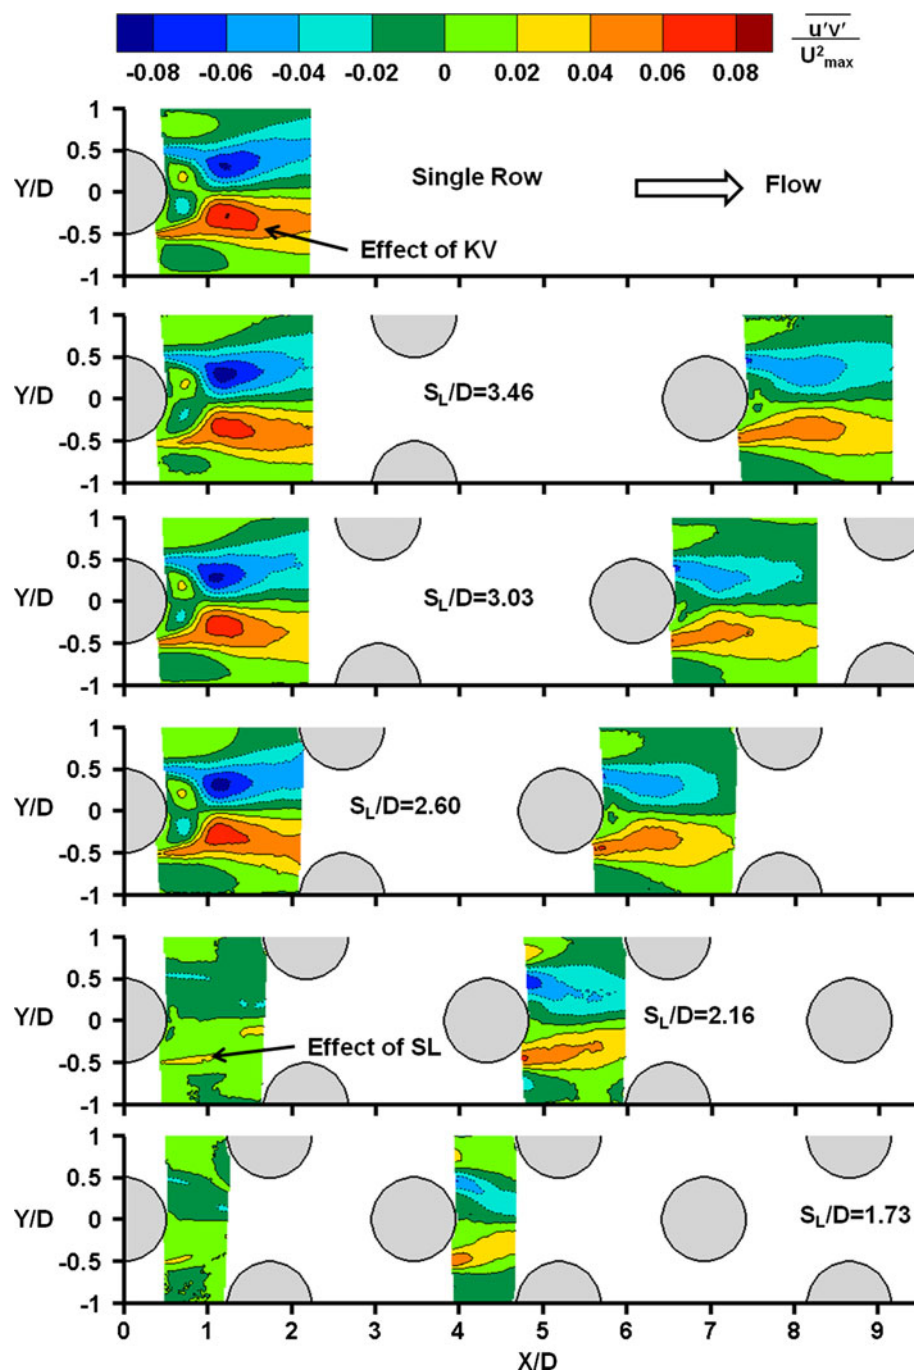 -0.08 -0.06 -0.04 -0.02 0 0.02 0.04 0.06 0.08
u'v'
U²max
1
0.5
Y/D 0
-0.5
-1
Single Row
Flow
Effect of KV
1
0.5
Y/D 0
-0.5
-1
SL/D=3.46
1
0.5
Y/D 0
-0.5
-1
SL/D=3.03
1
0.5
Y/D 0
-0.5
-1
SL/D=2.60
1
0.5
Y/D 0
-0.5
-1
Effect of SL
SL/D=2.16
1
0.5
Y/D 0
-0.5
-1
SL/D=1.73
0 1 2 3 4 5 6 7 8 9
X/D